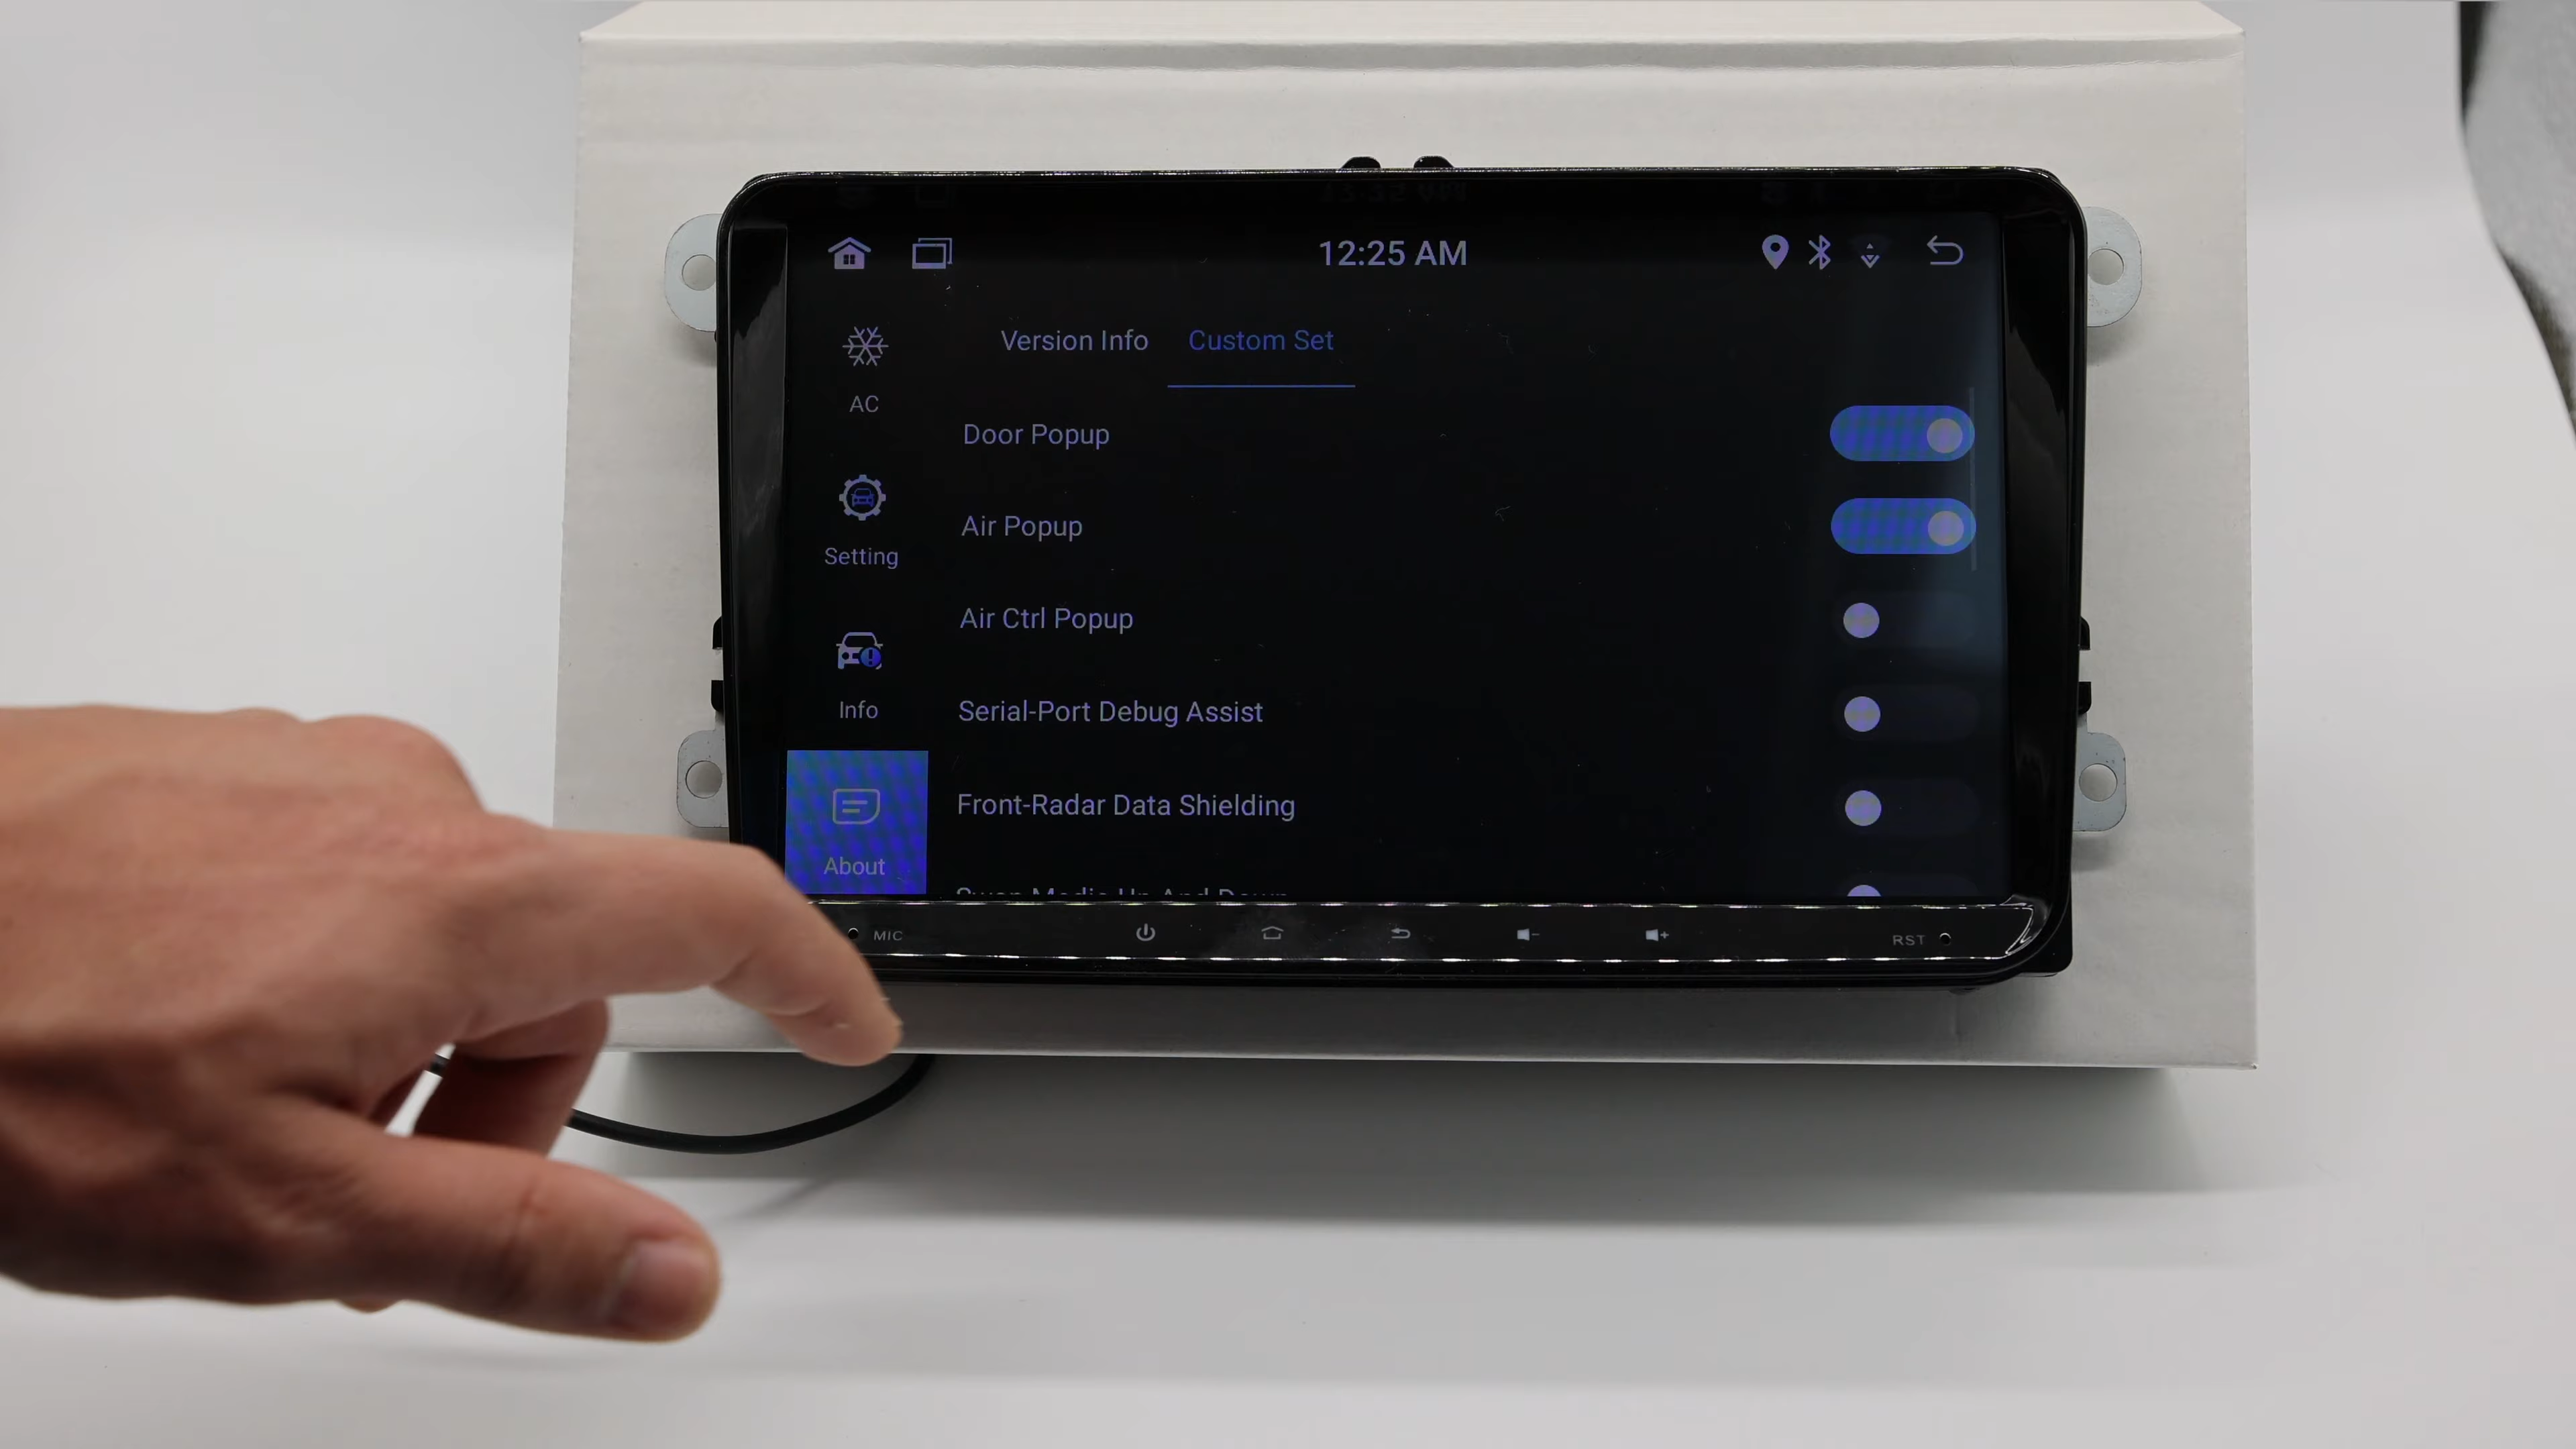 12:25 AM
Version Info Custom Set
AC
Door Popup
Air Popup
Setting
Air Ctrl Popup
Serial-Port Debug Assist
Info
Front-Radar Data Shielding
About
MIC
RST